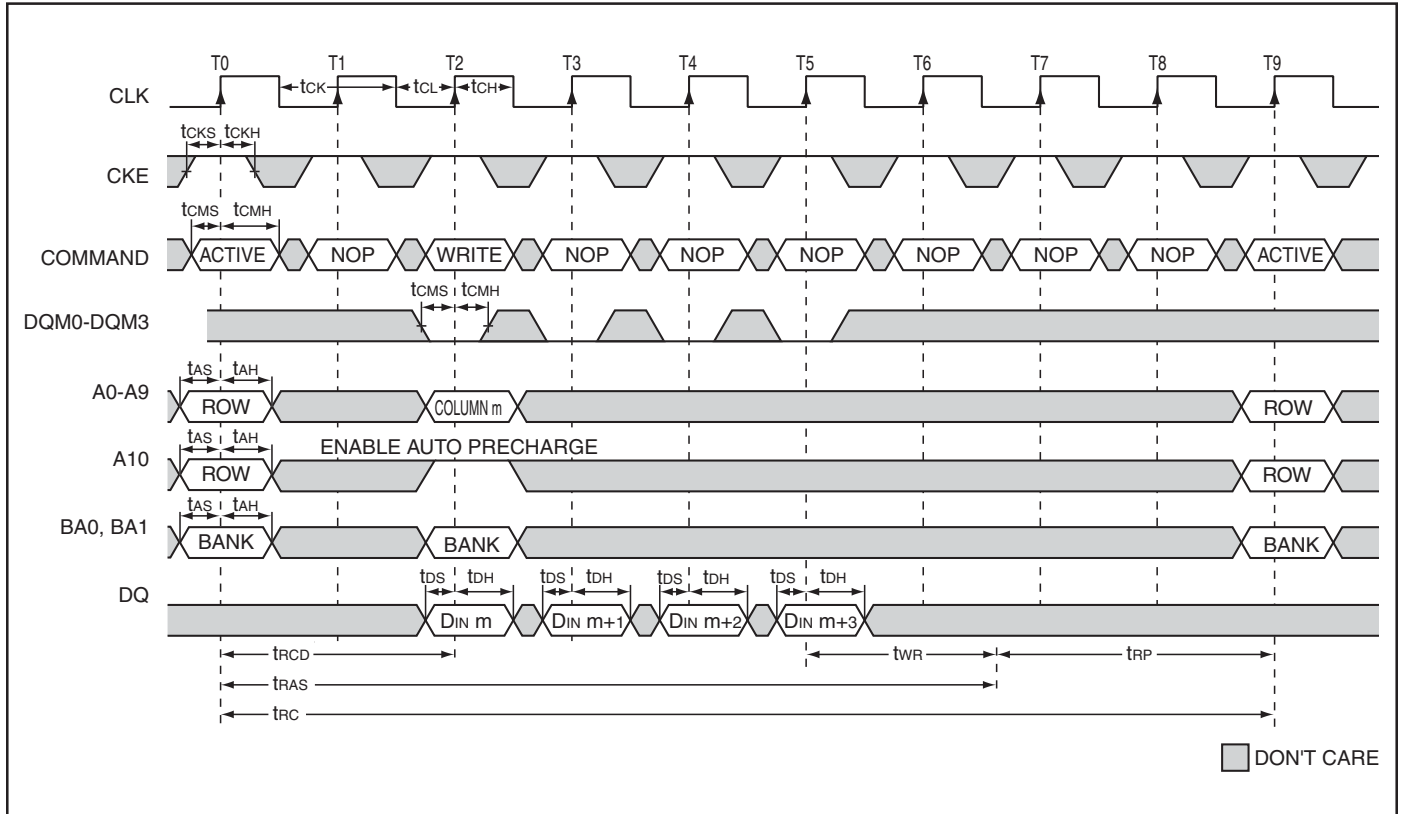 T0 T1 T2 T3 T4 T5 T6 T7 T8 T9
CLK
tCK tCL tCH
tCKS tCKH
CKE
tCMS tCMH
COMMAND ACTIVE NOP WRITE NOP NOP NOP NOP NOP NOP ACTIVE
tCMS tCMH
DQM0-DQM3
tAS tAH
A0-A9 ROW COLUMN m ROW
tAS tAH ENABLE AUTO PRECHARGE
A10 ROW ROW
tAS tAH
BA0, BA1 BANK BANK BANK
tDS tDH tDS tDH tDS tDH tDS tDH
DQ
DIN m DIN m+1 DIN m+2 DIN m+3
tRCD tWR tRP
tRAS
tRC
DON'T CARE